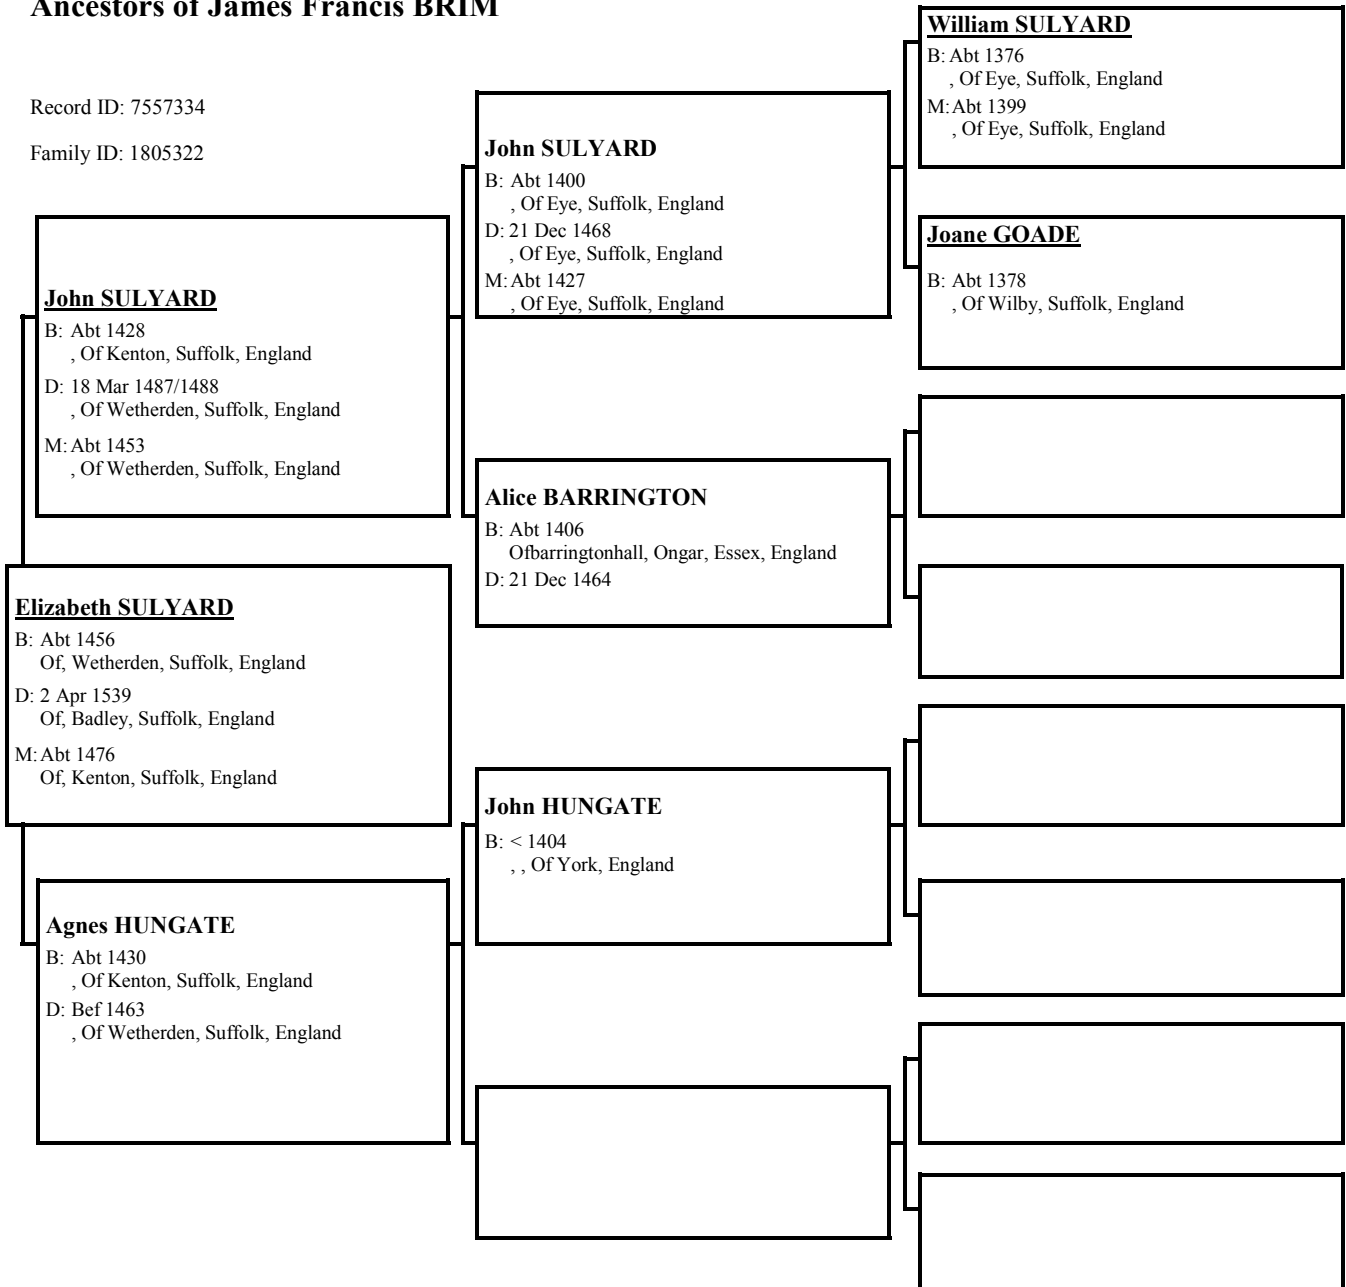 Ancestors of James Francis BRIM
Record ID: 7557334
Family ID: 1805322
John SULYARD
B: Abt 1428
, Of Kenton, Suffolk, England
D: 18 Mar 1487/1488
, Of Wetherden, Suffolk, England
M: Abt 1453
, Of Wetherden, Suffolk, England
Elizabeth SULYARD
B: Abt 1456
Of, Wetherden, Suffolk, England
D: 2 Apr 1539
Of, Badley, Suffolk, England
M: Abt 1476
Of, Kenton, Suffolk, England
Agnes HUNGATE
B: Abt 1430
, Of Kenton, Suffolk, England
D: Bef 1463
, Of Wetherden, Suffolk, England
John SULYARD
B: Abt 1400
, Of Eye, Suffolk, England
D: 21 Dec 1468
, Of Eye, Suffolk, England
M: Abt 1427
, Of Eye, Suffolk, England
Alice BARRINGTON
B: Abt 1406
Ofbarringtonhall, Ongar, Essex, England
D: 21 Dec 1464
John HUNGATE
B: < 1404
, , Of York, England
William SULYARD
B: Abt 1376
, Of Eye, Suffolk, England
M: Abt 1399
, Of Eye, Suffolk, England
Joane GOADE
B: Abt 1378
, Of Wilby, Suffolk, England